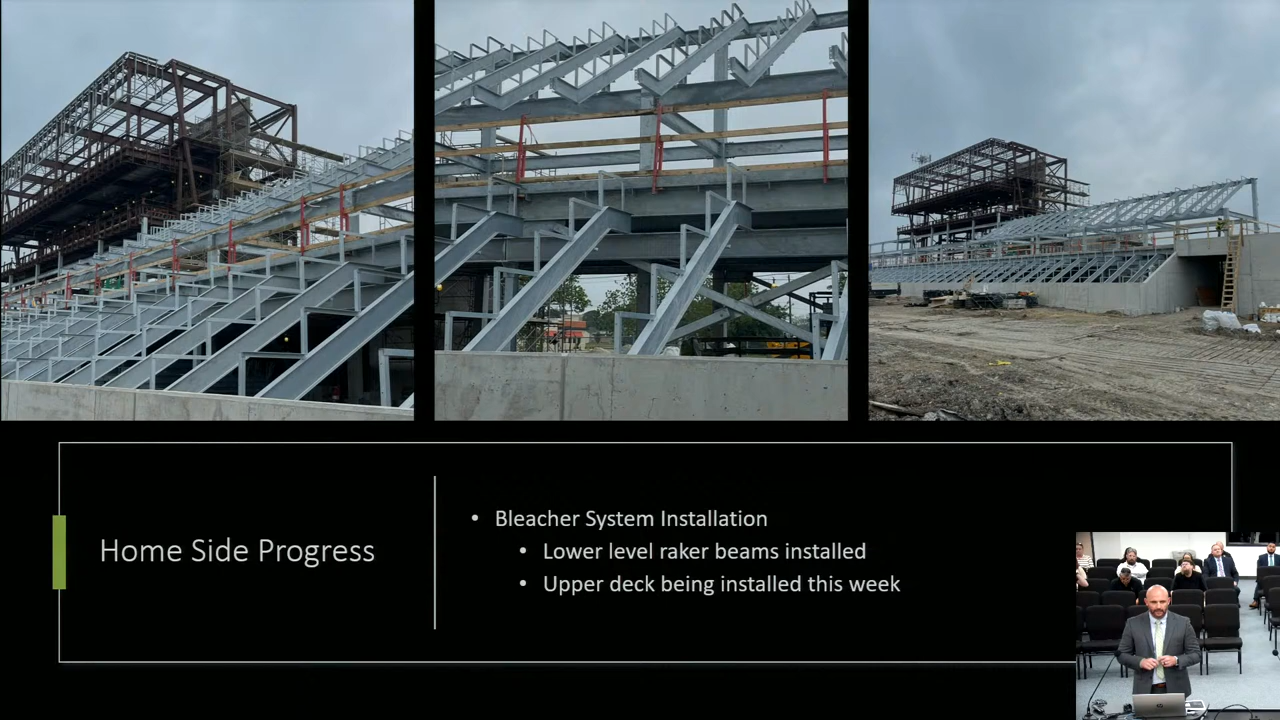 Home Side Progress
• Bleacher System Installation
• Lower level raker beams installed
• Upper deck being installed this week